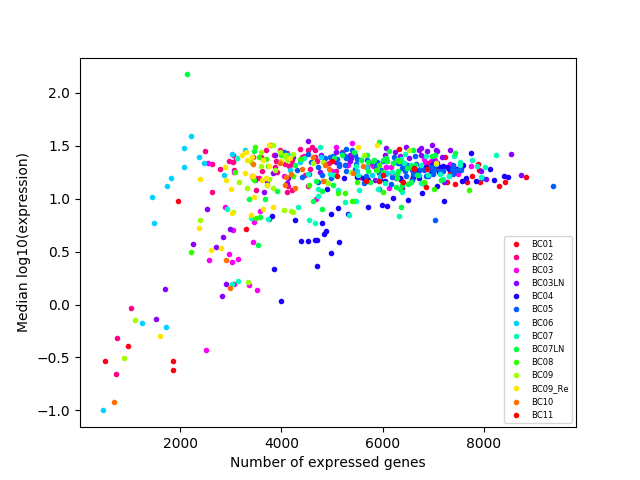 2.0
1.5
1.0
0.5
0.0
−0.5
−1.0
Median log10(expression)
2000 4000 6000 8000
Number of expressed genes
BC01
BC02
BC03
BC03LN
BC04
BC05
BC06
BC07
BC07LN
BC08
BC09
BC09_Re
BC10
BC11